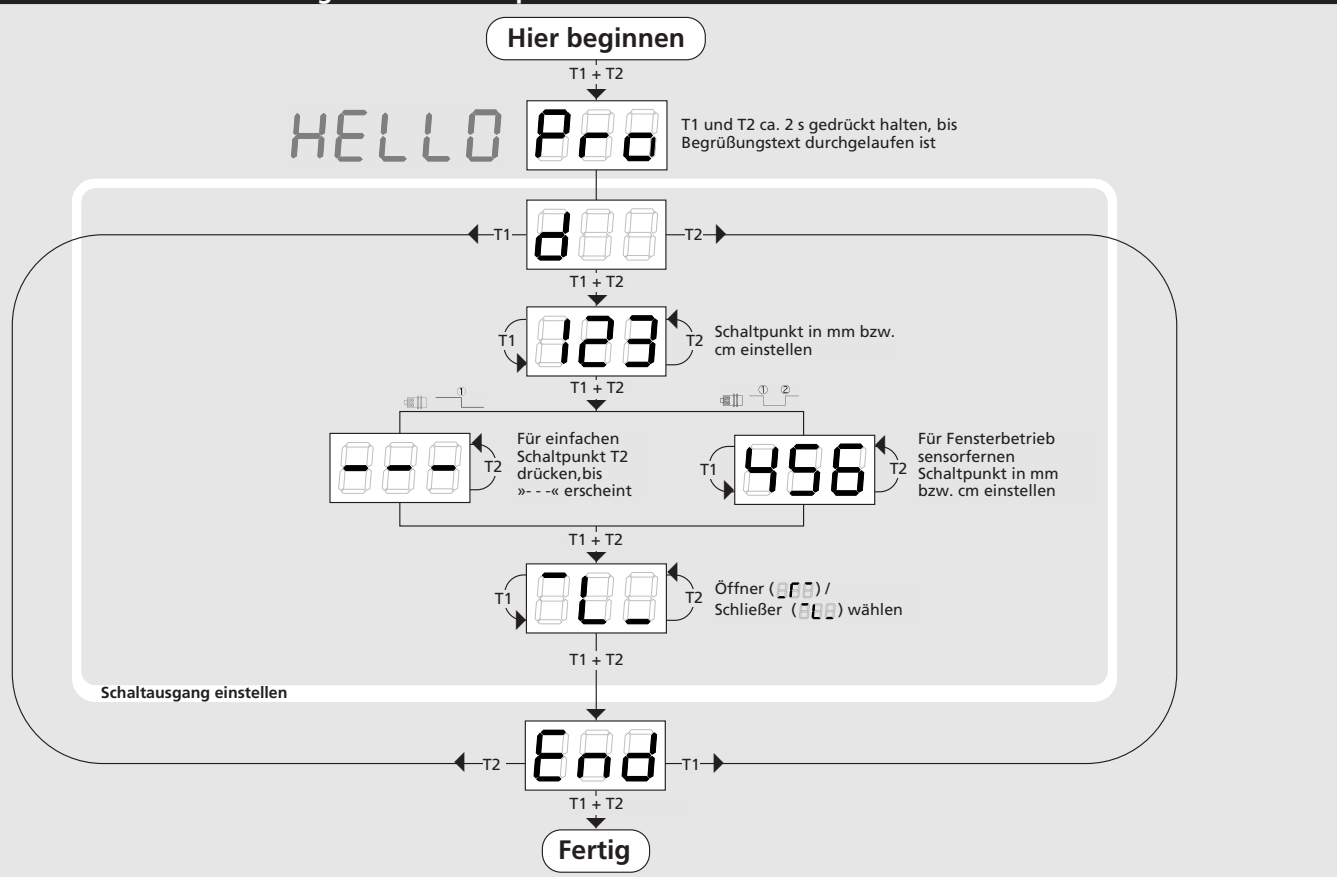 Hier beginnen
T1 + T2
HELLO
Pro
T1 und T2 ca. 2 s gedrückt halten, bis
Begrüßungstext durchgelaufen ist
T1
d
T2
T1 + T2
T1
123
T2
Schaltpunkt in mm bzw.
cm einstellen
T1 + T2
①
① ②
- - -
T2
Für einfachen
Schaltpunkt T2
drücken,bis
»- - -« erscheint
T1
456
T2
Für Fensterbetrieb
sensorfernen
Schaltpunkt in mm
bzw. cm einstellen
T1 + T2
T1
T2
Öffner ( ) /
Schließer ( ) wählen
T1 + T2
Schaltausgang einstellen
T2
End
T1
T1 + T2
Fertig